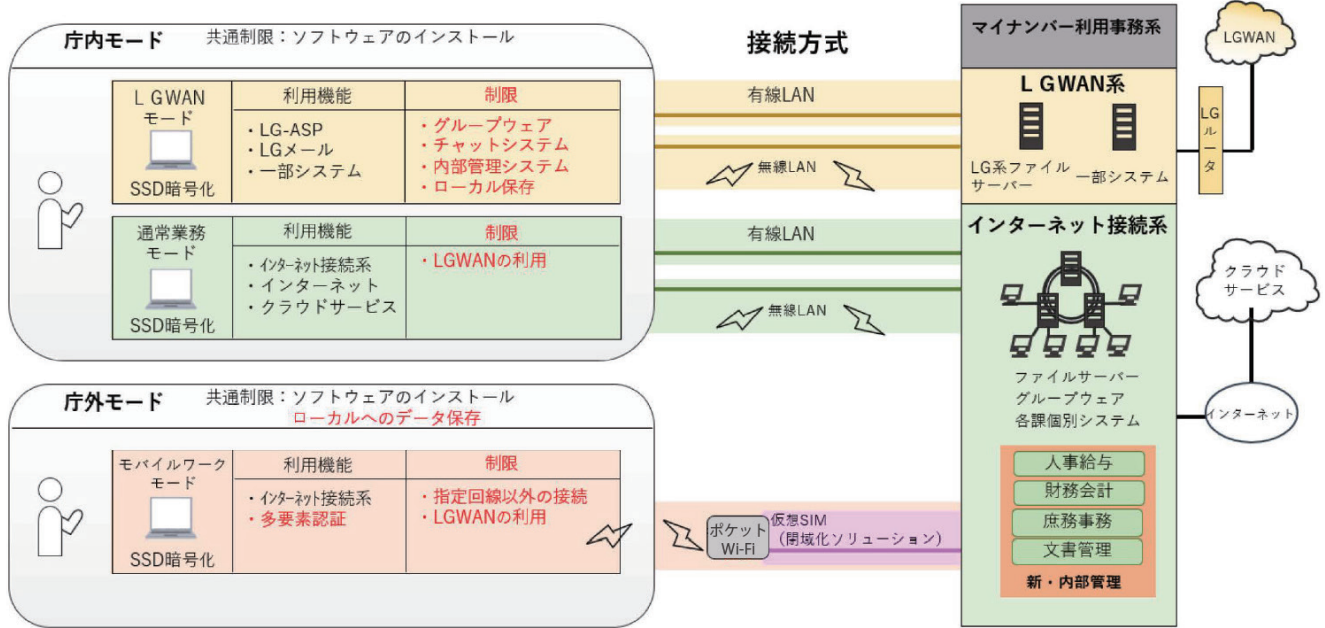 庁内モード
共通制限：ソフトウェアのインストール
ＬGWAN
モード
SSD暗号化
利用機能
・LG-ASP
・LGメール
・一部システム
制限
・グループウェア
・チャットシステム
・内部管理システム
・ローカル保存
通常業務
モード
SSD暗号化
利用機能
・ｲﾝﾀｰﾈｯﾄ接続系
・インターネット
・クラウドサービス
制限
・LGWANの利用
庁外モード
共通制限：ソフトウェアのインストール
ローカルへのデータ保存
モバイルワーク
モード
SSD暗号化
利用機能
・ｲﾝﾀｰﾈｯﾄ接続系
・多要素認証
制限
・指定回線以外の接続
・LGWANの利用
接続方式
有線LAN
無線LAN
有線LAN
無線LAN
ポケット
Wi-Fi
仮想SIM
（閉域化ソリューション）
マイナンバー利用事務系
ＬGWAN系
LG系ファイル
サーバー
一部システム
インターネット接続系
ファイルサーバー
グループウェア
各課個別システム
人事給与
財務会計
庶務事務
文書管理
新・内部管理
LGWAN
LG
ル
ー
タ
クラウド
サービス
インターネット